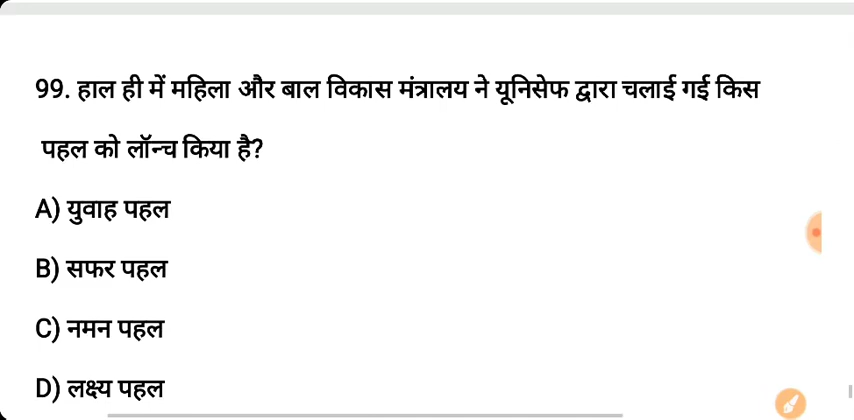 99. हाल ही में महिला और बाल विकास मंत्रालय ने यूनिसेफ द्वारा चलाई गई किस
पहल को लॉन्च किया है?
A) युवाह पहल
B) सफर पहल
C) नमन पहल
D) लक्ष्य पहल